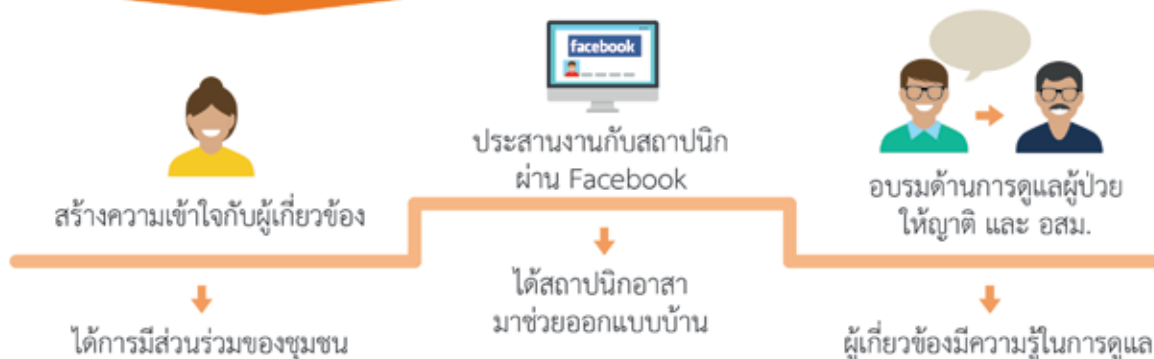 facebook
สร้างความเข้าใจกับผู้เกี่ยวข้อง
ได้การมีส่วนร่วมของชุมชน
ประสานงานกับสถาปนิก
ผ่าน Facebook
ได้สถาปนิกอาสา
มาช่วยออกแบบบ้าน
อบรมด้านการดูแลผู้ป่วย
ให้ญาติ และ อสม.
ผู้เกี่ยวข้องมีความรู้ในการดูแล